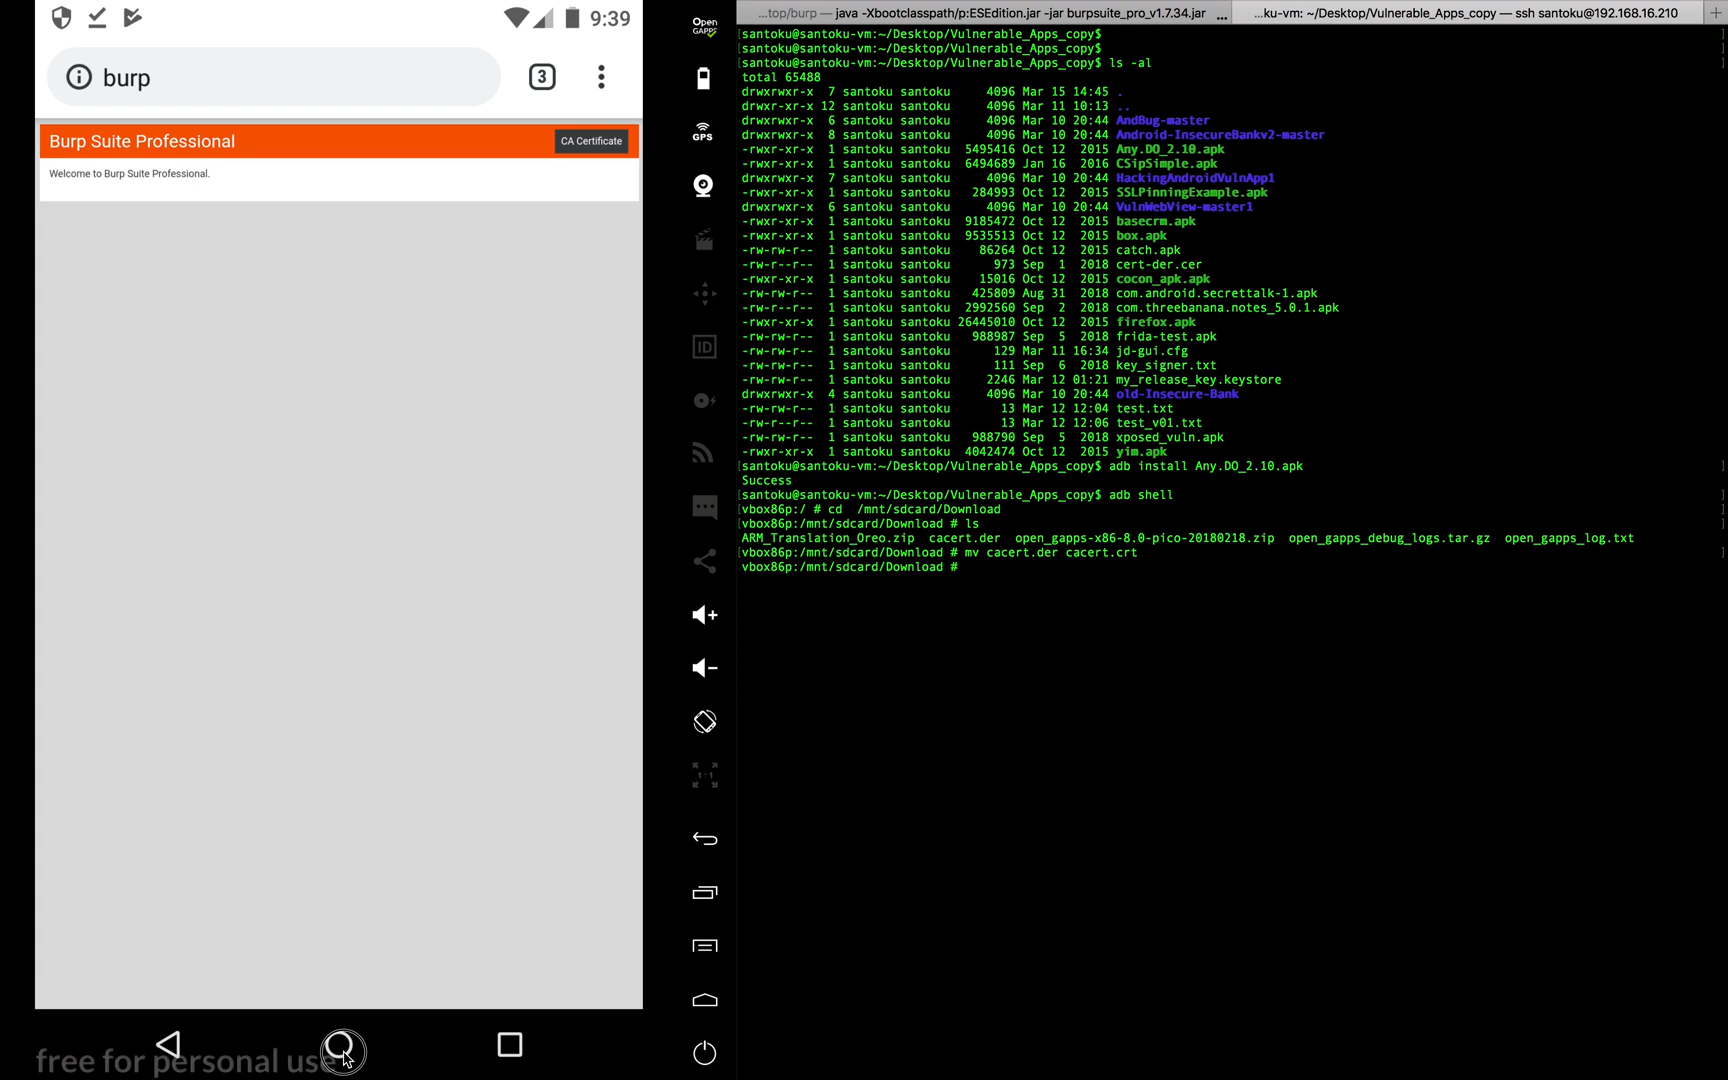 9:39
burp
3
Burp Suite Professional
CA Certificate
Welcome to Burp Suite Professional.
free for personal use
Open
GAPPS
GPS
ID
1:1
...top/burp — java -Xbootclasspath/p:ESEdition.jar -jar burpsuite_pro_v1.7.34.jar ...
...ku-vm: ~/Desktop/Vulnerable_Apps_copy — ssh santoku@192.168.16.210
[santoku@santoku-vm:~/Desktop/Vulnerable_Apps_copy$ ]
[santoku@santoku-vm:~/Desktop/Vulnerable_Apps_copy$ ]
[santoku@santoku-vm:~/Desktop/Vulnerable_Apps_copy$ ls -al ]
total 65488
drwxrwxr-x 7 santoku santoku 4096 Mar 15 14:45 .
drwxr-xr-x 12 santoku santoku 4096 Mar 11 10:13 ..
drwxrwxr-x 6 santoku santoku 4096 Mar 10 20:44 AndBug-master
drwxrwxr-x 8 santoku santoku 4096 Mar 10 20:44 Android-InsecureBankv2-master
-rwxr-xr-x 1 santoku santoku 5495416 Oct 12 2015 Any.DO_2.10.apk
-rwxr-xr-x 1 santoku santoku 6494689 Jan 16 2016 CSipSimple.apk
drwxrwxr-x 7 santoku santoku 4096 Mar 10 20:44 HackingAndroidVulnApp1
-rwxr-xr-x 1 santoku santoku 284993 Oct 12 2015 SSLPinningExample.apk
drwxrwxr-x 6 santoku santoku 4096 Mar 10 20:44 VulnWebView-master1
-rwxr-xr-x 1 santoku santoku 9185472 Oct 12 2015 basecrm.apk
-rwxr-xr-x 1 santoku santoku 9535513 Oct 12 2015 box.apk
-rw-rw-r-- 1 santoku santoku 86264 Oct 12 2015 catch.apk
-rw-r--r-- 1 santoku santoku 973 Sep 1 2018 cert-der.cer
-rwxr-xr-x 1 santoku santoku 15016 Oct 12 2015 cocon_apk.apk
-rw-rw-r-- 1 santoku santoku 425809 Aug 31 2018 com.android.secrettalk-1.apk
-rw-rw-r-- 1 santoku santoku 2992560 Sep 2 2018 com.threebanana.notes_5.0.1.apk
-rwxr-xr-x 1 santoku santoku 26445010 Oct 12 2015 firefox.apk
-rw-rw-r-- 1 santoku santoku 988987 Sep 5 2018 frida-test.apk
-rw-rw-r-- 1 santoku santoku 129 Mar 11 16:34 jd-gui.cfg
-rw-rw-r-- 1 santoku santoku 111 Sep 6 2018 key_signer.txt
-rw-rw-r-- 1 santoku santoku 2246 Mar 12 01:21 my_release_key.keystore
drwxrwxr-x 4 santoku santoku 4096 Mar 10 20:44 old-Insecure-Bank
-rw-rw-r-- 1 santoku santoku 13 Mar 12 12:04 test.txt
-rw-r--r-- 1 santoku santoku 13 Mar 12 12:06 test_v01.txt
-rw-rw-r-- 1 santoku santoku 988790 Sep 5 2018 xposed_vuln.apk
-rwxr-xr-x 1 santoku santoku 4042474 Oct 12 2015 yim.apk
[santoku@santoku-vm:~/Desktop/Vulnerable_Apps_copy$ adb install Any.DO_2.10.apk ]
Success
[santoku@santoku-vm:~/Desktop/Vulnerable_Apps_copy$ adb shell ]
[vbox86p:/ # cd /mnt/sdcard/Download ]
[vbox86p:/mnt/sdcard/Download # ls ]
ARM_Translation_Oreo.zip cacert.der open_gapps-x86-8.0-pico-20180218.zip open_gapps_debug_logs.tar.gz open_gapps_log.txt
[vbox86p:/mnt/sdcard/Download # mv cacert.der cacert.crt ]
vbox86p:/mnt/sdcard/Download #